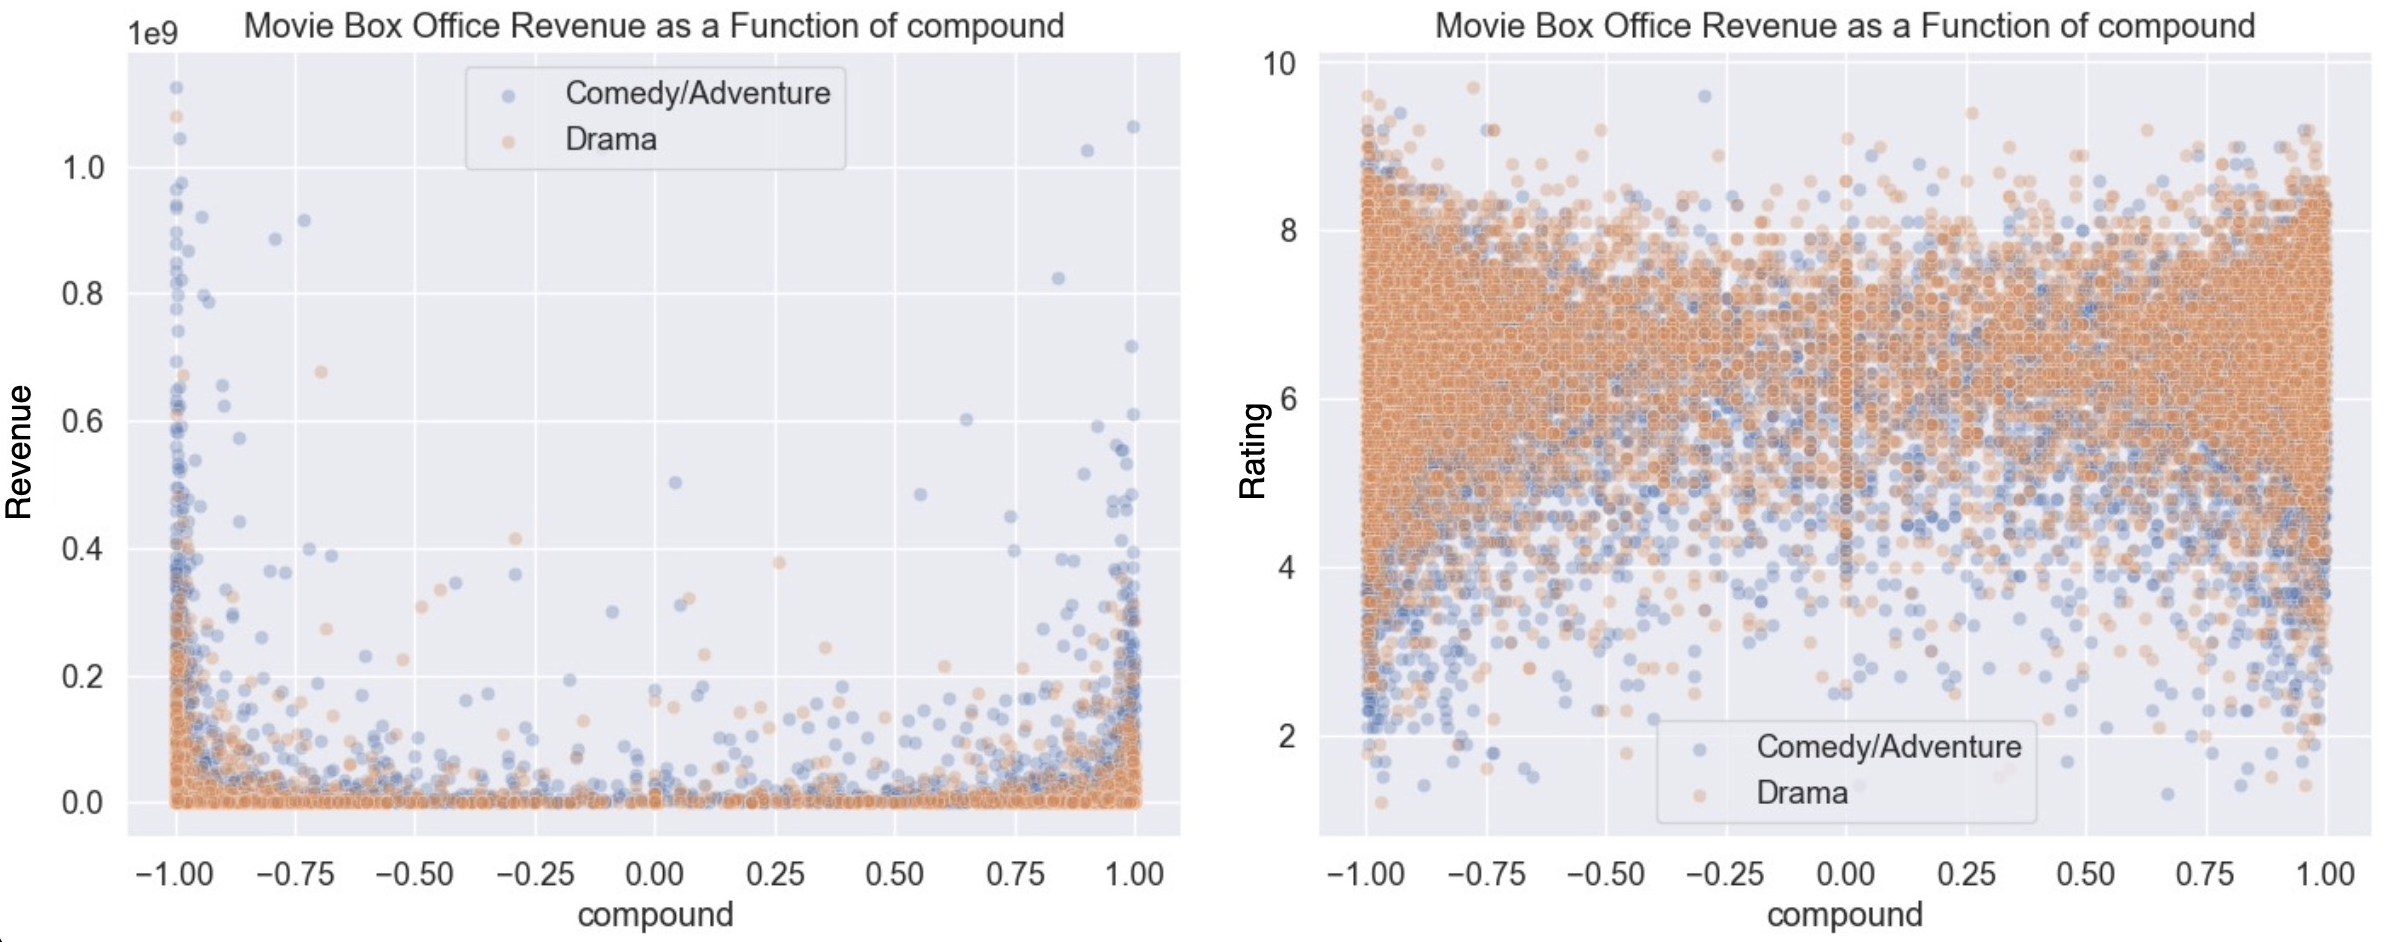 Movie Box Office Revenue as a Function of compound
1e9
Comedy/Adventure
Drama
1.0
0.8
0.6
0.4
0.2
0.0
Revenue
−1.00 −0.75 −0.50 −0.25 0.00 0.25 0.50 0.75 1.00
compound
Movie Box Office Revenue as a Function of compound
10
8
6
4
2
Rating
Comedy/Adventure
Drama
−1.00 −0.75 −0.50 −0.25 0.00 0.25 0.50 0.75 1.00
compound